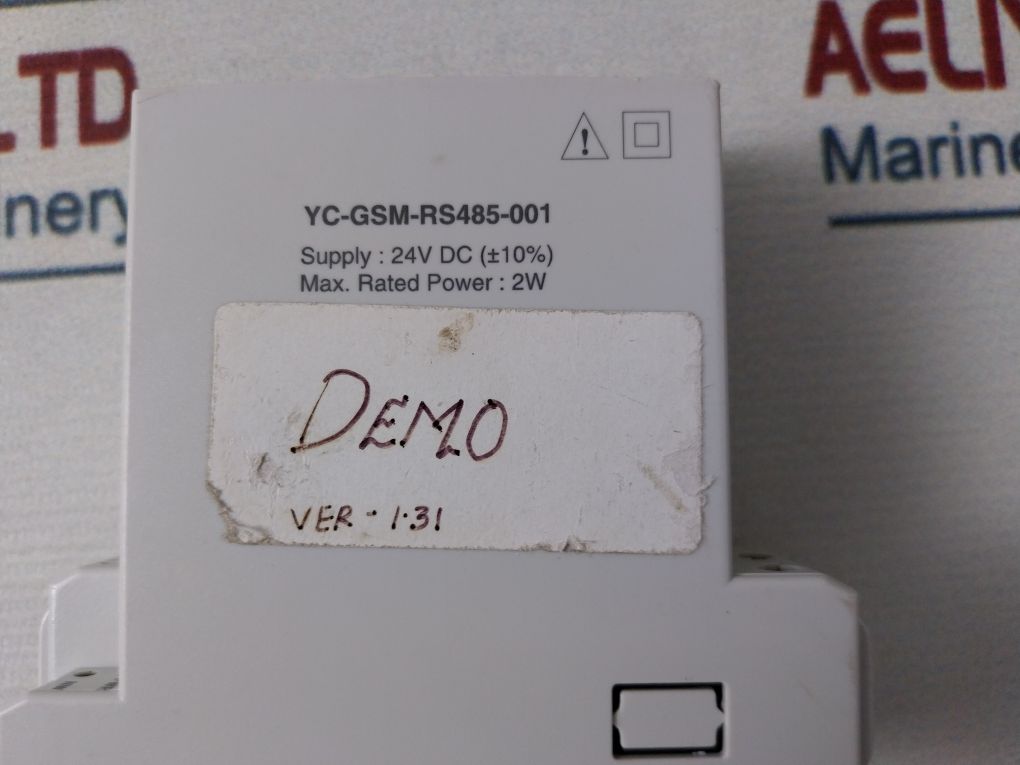 LTD
AELIY
nery
Marine
YC-GSM-RS485-001
Supply : 24V DC (±10%)
Max. Rated Power : 2W
DEMO
VER - 1.31